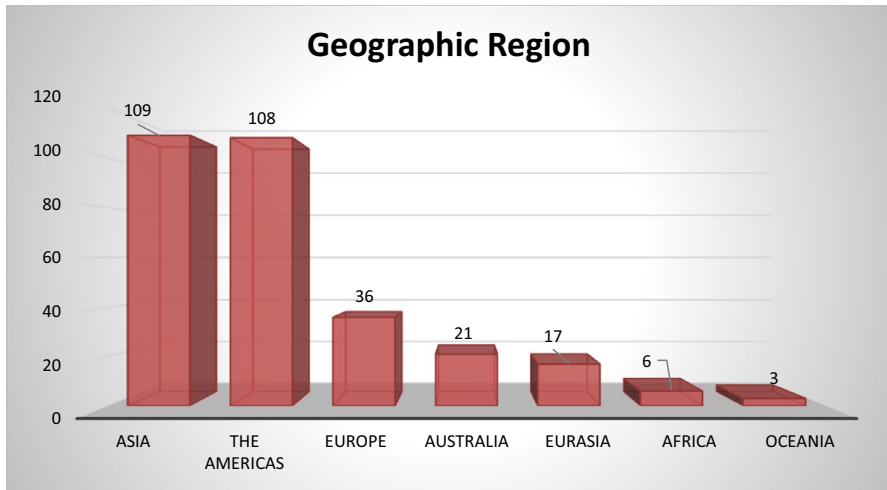 Geographic Region
120
100
80
60
40
20
0
109
108
36
21
17
6
3
ASIA
THE
AMERICAS
EUROPE
AUSTRALIA
EURASIA
AFRICA
OCEANIA